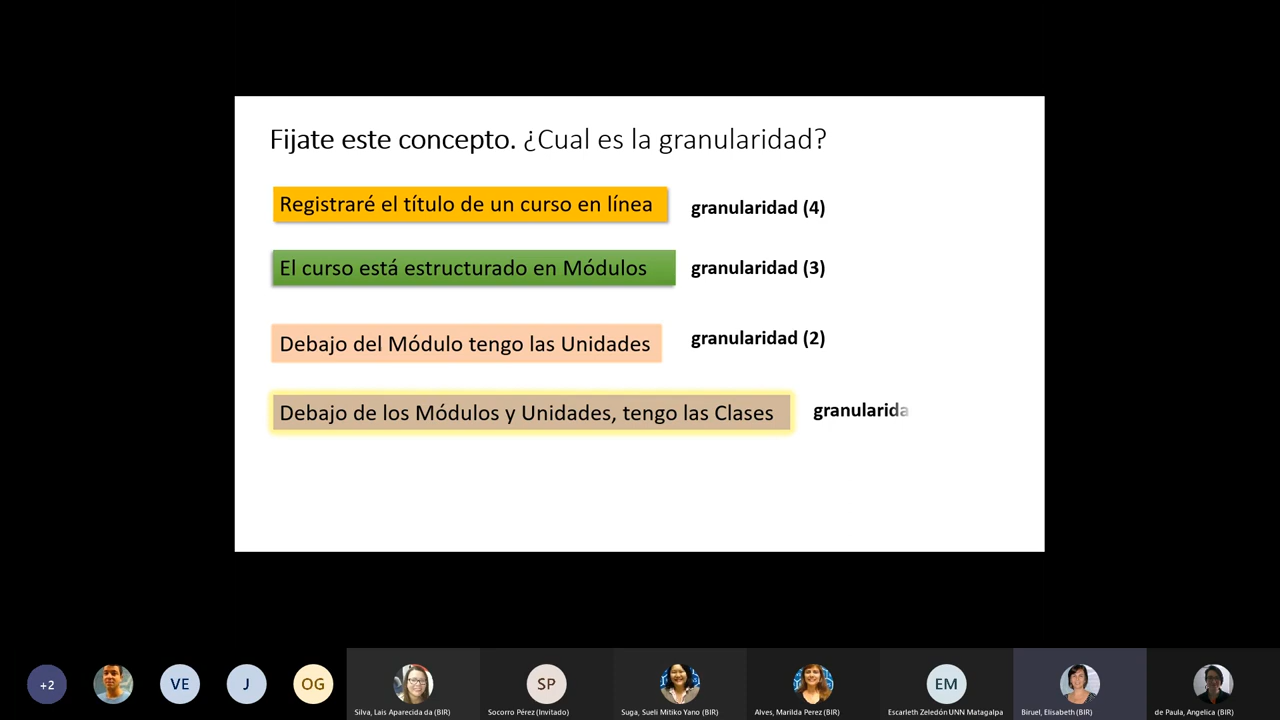 Fijate este concepto. ¿Cual es la granularidad?
Registraré el título de un curso en línea
granularidad (4)
El curso está estructurado en Módulos
granularidad (3)
Debajo del Módulo tengo las Unidades
granularidad (2)
Debajo de los Módulos y Unidades, tengo las Clases
granularida
+2
VE
J
OG
SP
EM
Silva, Lais Aparecida da (BIR)
Socorro Pérez (Invitado)
Suga, Sueli Mitiko Yano (BIR)
Alves, Marilda Perez (BIR)
Escarleth Zeledón UNN Matagalpa
Biruel, Elisabeth (BIR)
de Paula, Angelica (BIR)